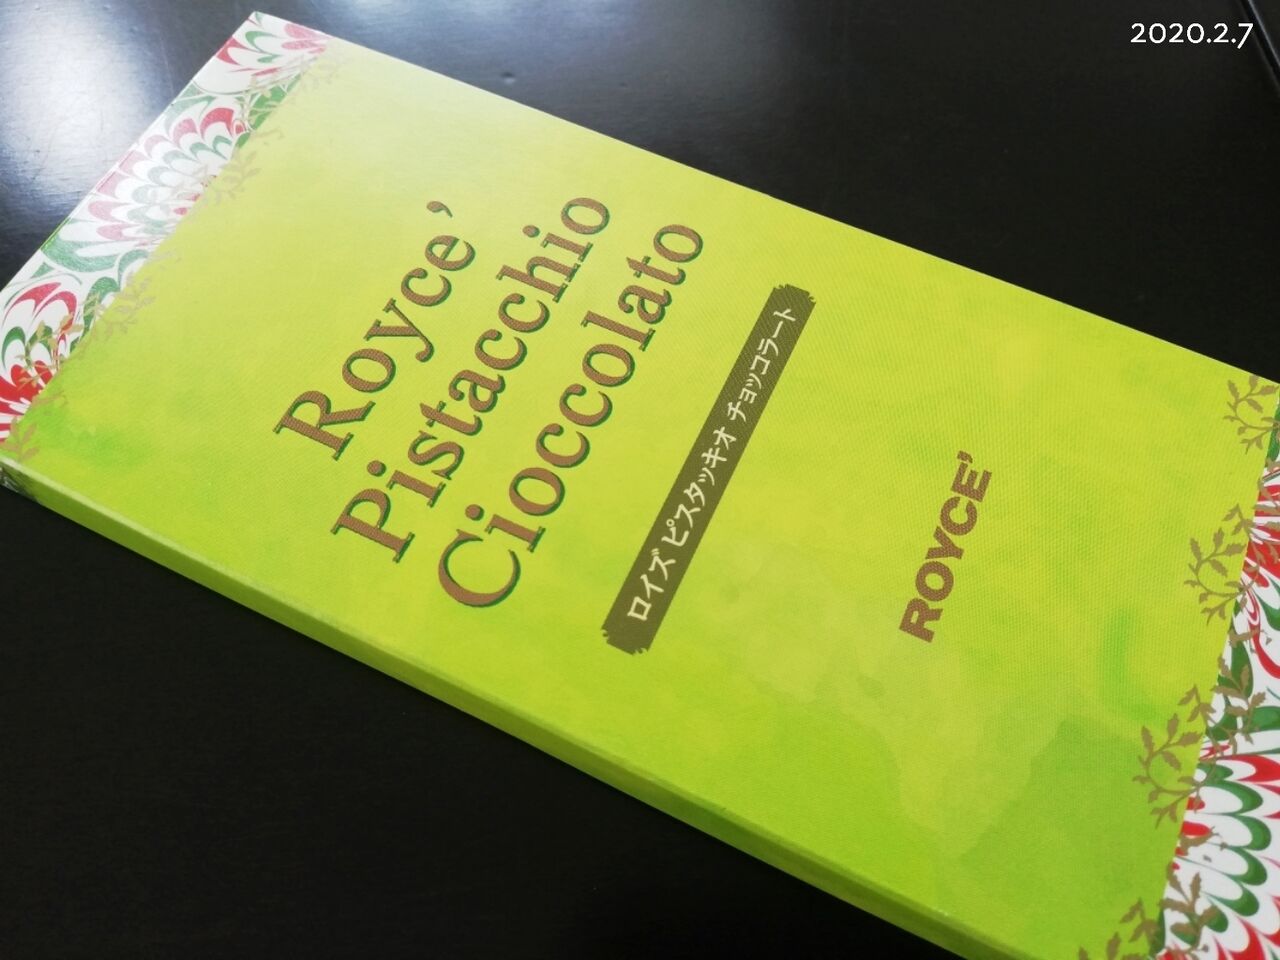 2020.2.7
Royce'
Pistacchio
Cioccolato
ロイズ ピスタッキオ チョッコラート
ROYCE'